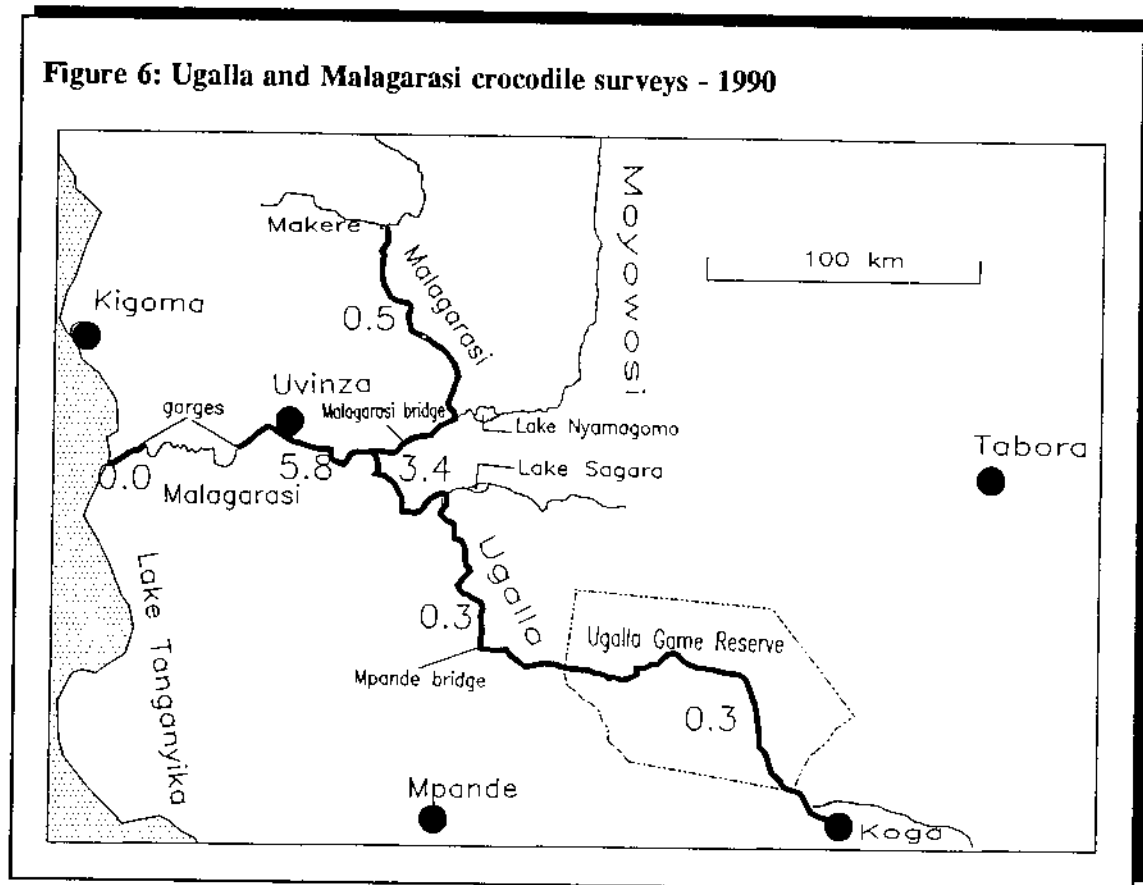 Figure 6: Ugalla and Malagarasi crocodile surveys - 1990
Makere
Malagarasi
Moyowosi
100 km
Kigoma
0.5
Uvinza
Malagarasi bridge
garges
Lake Nyamagomo
Tabora
0.0
5.8
3.4
Lake Sagara
Malagarasi
Ugalla
Lake Tanganyika
0.3
Ugalla Game Reserve
Mpande bridge
0.3
Mpande
Koga